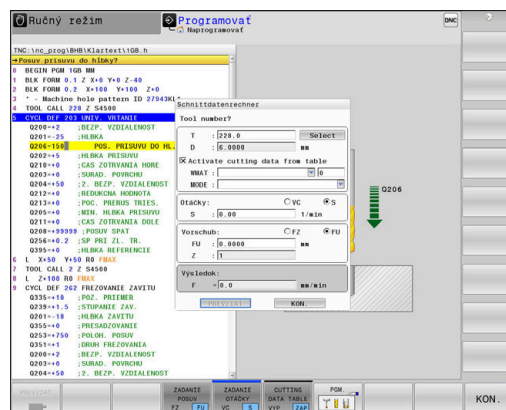 Ručný režim
Programovať
Naprogramovať
DNC
TNC:\nc_prog\BHB\Klartext\1GB.h
→Posuv prísuvu do hĺbky?
0 BEGIN PGM 1GB MM
1 BLK FORM 0.1 Z X+0 Y+0 Z-40
2 BLK FORM 0.2 X+100 Y+100 Z+0
3 * - Machine hole pattern ID 27943KL
4 TOOL CALL 228 Z S4500
5 CYCL DEF 203 UNIV. VRTANIE
Q200=+2 ;BEZP. VZDIALENOST
Q201=-25 ;HLBKA
Q206=150 POS. PRISUVU DO HL.
Q202=+5 ;HLBKA PRISUVU
Q210=+0 ;CAS ZOTRVANIA HORE
Q203=+0 ;SURAD. POVRCHU
Q204=+50 ;2. BEZP. VZDIALENOST
Q212=+0 ;REDUKCNA HODNOTA
Q213=+0 ;POC. PRERUS TRIES.
Q205=+0 ;MIN. HLBKA PRISUVU
Q211=+0 ;CAS ZOTRVANIA DOLE
Q208=+99999 ;POSUV SPAT
Q256=+0.2 ;SP PRI ZL. TR.
Q395=+0 ;HLBKA REFERENCIE
6 L X+50 Y+50 R0 FMAX
7 TOOL CALL 2 Z S4500
8 L Z+100 R0 FMAX
9 CYCL DEF 262 FREZOVANIE ZAVITU
Q335=+10 ;POZ. PRIEMER
Q239=+1.5 ;STUPANIE ZAV.
Q201=-18 ;HLBKA ZAVITU
Q355=+0 ;PRESADZOVANIE
Q253=+750 ;POLOH. POSUV
Q351=+1 ;DRUH FREZOVANIA
Q200=+2 ;BEZP. VZDIALENOST
Q203=+0 ;SURAD. POVRCHU
Q204=+50 ;2. BEZP. VZDIALENOST
Schnittdatenrechner
Tool number?
T : 228.0 Select
D : 6.0000 mm
Activate cutting data from table
WMAT : 0
MODE :
Otáčky: VC S
S : 0.00 1/min
Vorschub: FZ FU
FU : 0.0000 mm
Z : 1
Výsledok:
F = 0.0 mm/min
PREVZIAŤ KON.
Q206
PREVZIAŤ
ZADANIE POSUV FZ FU
ZADANIE OTÁČKY VC S
CUTTING DATA TABLE VYP ZAP
PGM.
KON.